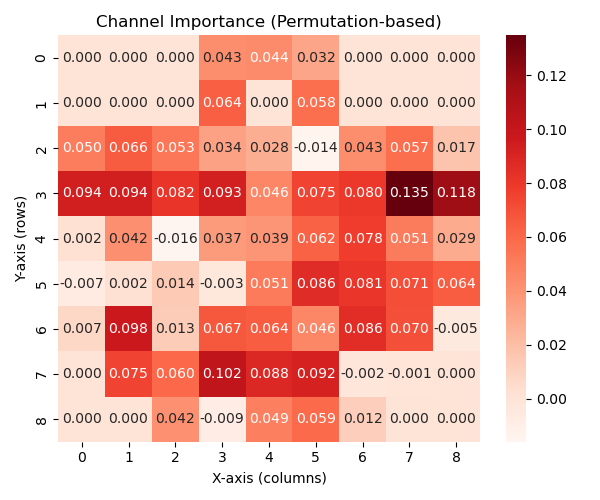 Channel Importance (Permutation-based)
0 0.000 0.000 0.000 0.043 0.044 0.032 0.000 0.000 0.000
1 0.000 0.000 0.000 0.064 0.000 0.058 0.000 0.000 0.000
2 0.050 0.066 0.053 0.034 0.028 -0.014 0.043 0.057 0.017
3 0.094 0.094 0.082 0.093 0.046 0.075 0.080 0.135 0.118
4 0.002 0.042 -0.016 0.037 0.039 0.062 0.078 0.051 0.029
5 -0.007 0.002 0.014 -0.003 0.051 0.086 0.081 0.071 0.064
6 0.007 0.098 0.013 0.067 0.064 0.046 0.086 0.070 -0.005
7 0.000 0.075 0.060 0.102 0.088 0.092 -0.002 -0.001 0.000
8 0.000 0.000 0.042 -0.009 0.049 0.059 0.012 0.000 0.000
0 1 2 3 4 5 6 7 8
X-axis (columns)
Y-axis (rows)
0.12
0.10
0.08
0.06
0.04
0.02
0.00